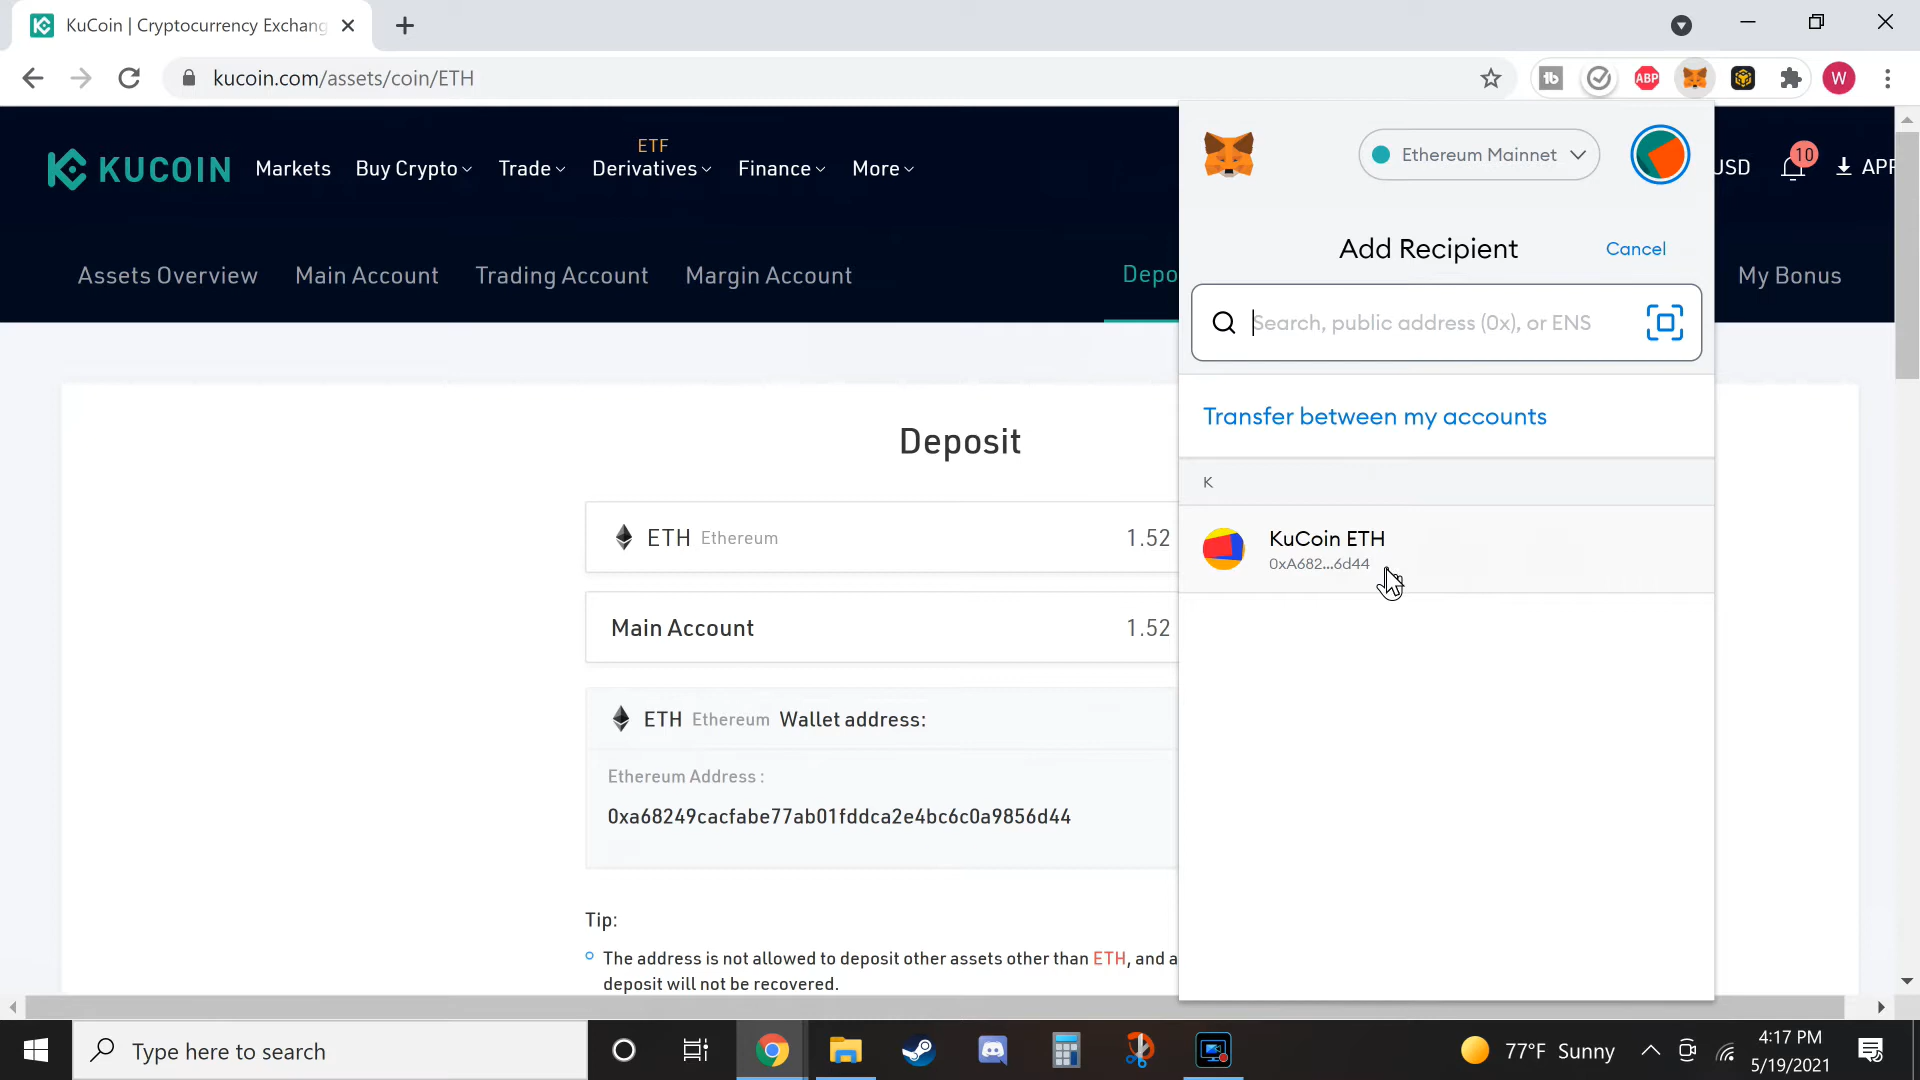 KuCoin | Cryptocurrency Exchang
kucoin.com/assets/coin/ETH
ABP
W
KUCOIN
Markets
Buy Crypto
Trade
ETF
Derivatives
Finance
More
USD
10
APP
Assets Overview
Main Account
Trading Account
Margin Account
Depo
My Bonus
Ethereum Mainnet
Add Recipient
Cancel
Search, public address (0x), or ENS
Transfer between my accounts
K
KuCoin ETH
0xA682...6d44
Deposit
ETH Ethereum 1.52
Main Account 1.52
ETH Ethereum Wallet address:
Ethereum Address :
0xa68249cacfabe77ab01fddca2e4bc6c0a9856d44
Tip:
The address is not allowed to deposit other assets other than ETH, and a
deposit will not be recovered.
Type here to search
77°F Sunny
4:17 PM
5/19/2021